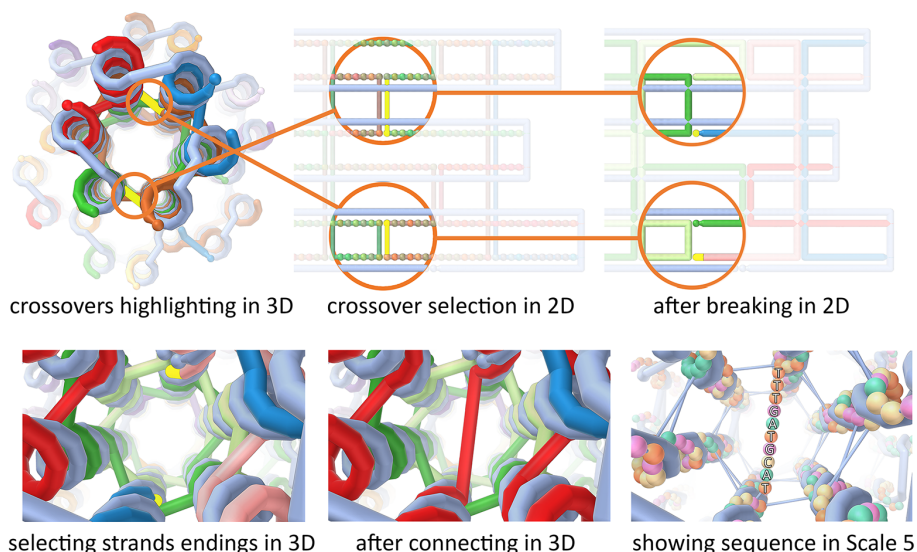 crossovers highlighting in 3D
crossover selection in 2D
after breaking in 2D
T
T
T
G
A
T
G
C
A
T
selecting strands endings in 3D
after connecting in 3D
showing sequence in Scale 5